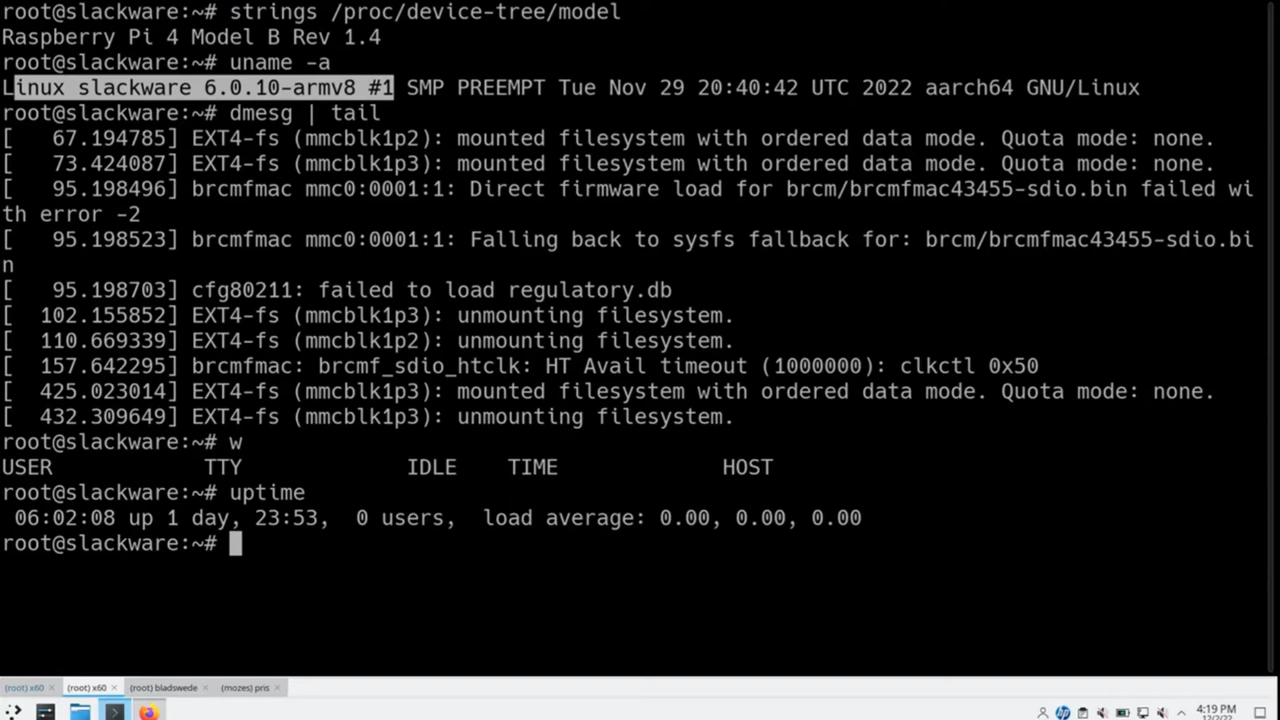 root@slackware:~# strings /proc/device-tree/model
Raspberry Pi 4 Model B Rev 1.4
root@slackware:~# uname -a
Linux slackware 6.0.10-armv8 #1 SMP PREEMPT Tue Nov 29 20:40:42 UTC 2022 aarch64 GNU/Linux
root@slackware:~# dmesg | tail
[   67.194785] EXT4-fs (mmcblk1p2): mounted filesystem with ordered data mode. Quota mode: none.
[   73.424087] EXT4-fs (mmcblk1p3): mounted filesystem with ordered data mode. Quota mode: none.
[   95.198496] brcmfmac mmc0:0001:1: Direct firmware load for brcm/brcmfmac43455-sdio.bin failed wi
th error -2
[   95.198523] brcmfmac mmc0:0001:1: Falling back to sysfs fallback for: brcm/brcmfmac43455-sdio.bi
n
[   95.198703] cfg80211: failed to load regulatory.db
[  102.155852] EXT4-fs (mmcblk1p3): unmounting filesystem.
[  110.669339] EXT4-fs (mmcblk1p2): unmounting filesystem.
[  157.642295] brcmfmac: brcmf_sdio_htclk: HT Avail timeout (1000000): clkctl 0x50
[  425.023014] EXT4-fs (mmcblk1p3): mounted filesystem with ordered data mode. Quota mode: none.
[  432.309649] EXT4-fs (mmcblk1p3): unmounting filesystem.
root@slackware:~# w
USER            TTY             IDLE    TIME             HOST
root@slackware:~# uptime
 06:02:08 up 1 day, 23:53,  0 users,  load average: 0.00, 0.00, 0.00
root@slackware:~#
(root) x60 (root) x60 (root) bladswede (mozes) pris
4:19 PM
12/2/22